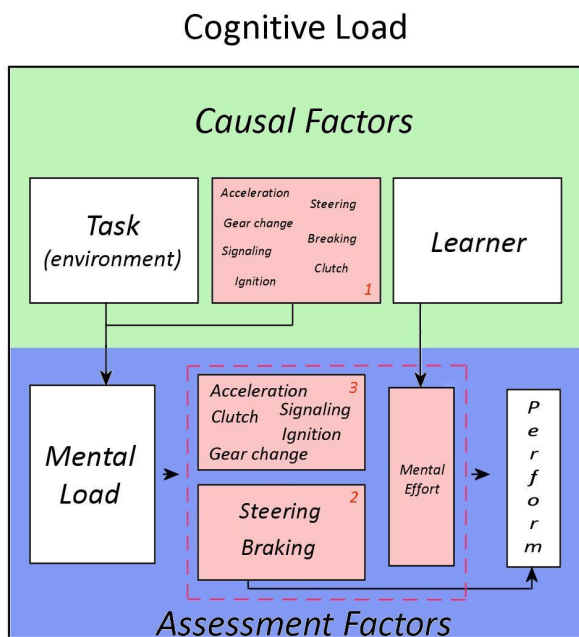 Cognitive Load
Causal Factors
Task
(environment)
Acceleration
Steering
Gear change
Breaking
Signaling
Clutch
Ignition
1
Learner
Mental
Load
Acceleration
3
Clutch
Signaling
Ignition
Gear change
2
Steering
Braking
Mental
Effort
P
e
r
f
o
r
m
Assessment Factors